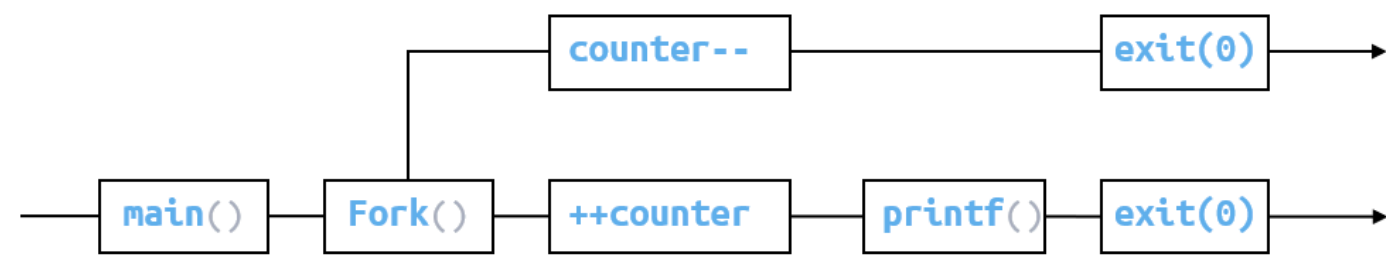 counter-- exit(0)
main() Fork() ++counter printf() exit(0)